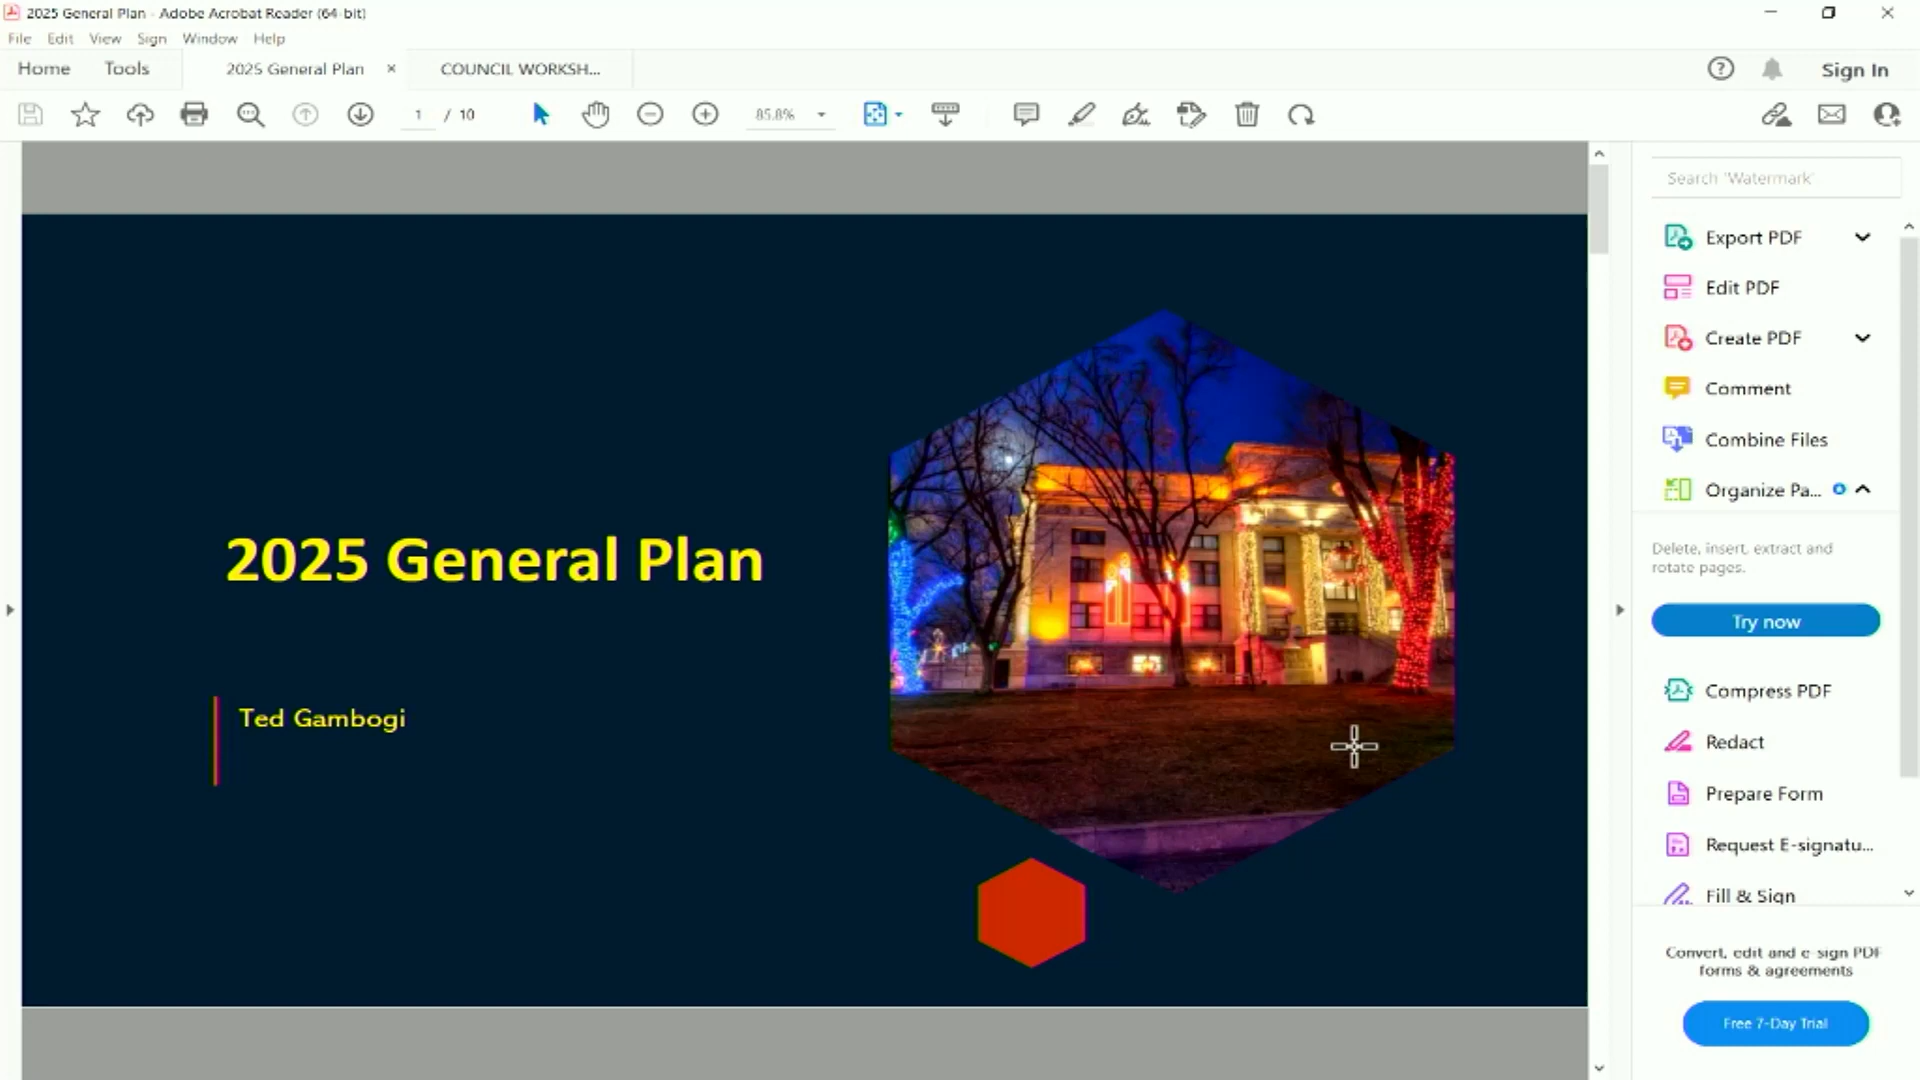 2025 General Plan - Adobe Acrobat Reader (64-bit)
File Edit View Sign Window Help
Home Tools 2025 General Plan × COUNCIL WORKSH... Sign In
1 / 10 85.8%
Search 'Watermark'
Export PDF
Edit PDF
Create PDF
Comment
Combine Files
Organize Pa...
Delete, insert, extract and
rotate pages.
Try now
Compress PDF
Redact
Prepare Form
Request E-signatu...
Fill & Sign
Convert, edit and e-sign PDF
forms & agreements
Free 7-Day Trial
2025 General Plan
Ted Gambogi